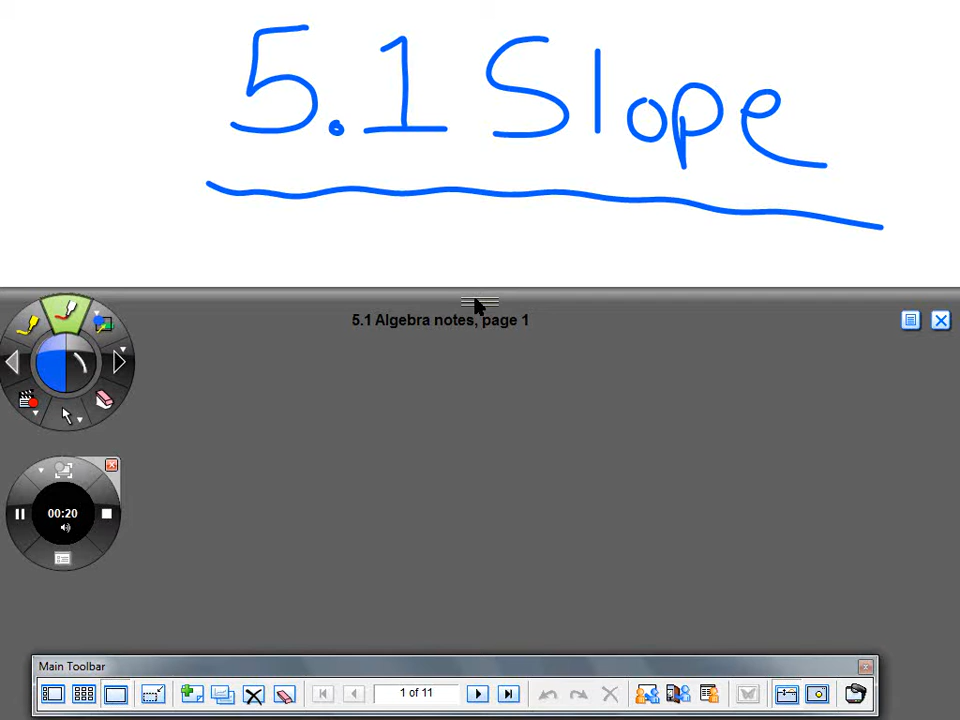 5.1 Slope
5.1 Algebra notes, page 1
00:20
Main Toolbar
1 of 11